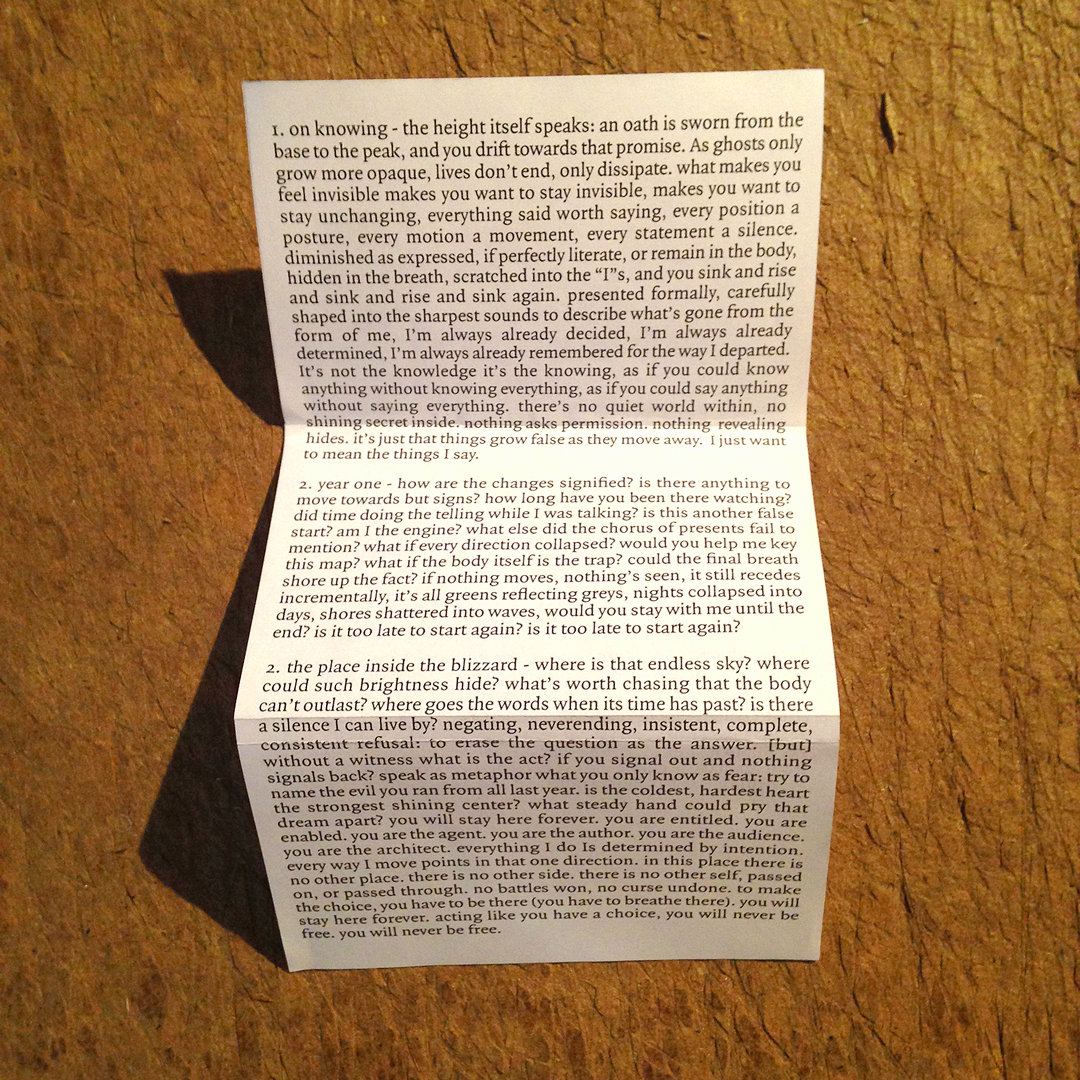 1. on knowing - the height itself speaks: an oath is sworn from the
base to the peak, and you drift towards that promise. As ghosts only
grow more opaque, lives don't end, only dissipate. what makes you
feel invisible makes you want to stay invisible, makes you want to
stay unchanging, everything said worth saying, every position a
posture, every motion a movement, every statement a silence.
diminished as expressed, if perfectly literate, or remain in the body,
hidden in the breath, scratched into the “I”s, and you sink and rise
and sink and rise and sink again. presented formally, carefully
shaped into the sharpest sounds to describe what's gone from the
form of me, I'm always already decided, I'm always already
determined, I'm always already remembered for the way I departed.
It's not the knowledge it's the knowing, as if you could know
anything without knowing everything, as if you could say anything
without saying everything. there's no quiet world within, no
shining secret inside. nothing asks permission. nothing revealing
hides. it's just that things grow false as they move away. I just want
to mean the things I say.
2. year one - how are the changes signified? is there anything to
move towards but signs? how long have you been there watching?
did time doing the telling while I was talking? is this another false
start? am I the engine? what else did the chorus of presents fail to
mention? what if every direction collapsed? would you help me key
this map? what if the body itself is the trap? could the final breath
shore up the fact? if nothing moves, nothing's seen, it still recedes
incrementally, it's all greens reflecting greys, nights collapsed into
days, shores shattered into waves, would you stay with me until the
end? is it too late to start again? is it too late to start again?
2. the place inside the blizzard - where is that endless sky? where
could such brightness hide? what's worth chasing that the body
can't outlast? where goes the words when its time has past? is there
a silence I can live by? negating, neverending, insistent, complete,
consistent refusal: to erase the question as the answer. [but]
without a witness what is the act? if you signal out and nothing
signals back? speak as metaphor what you only know as fear: try to
name the evil you ran from all last year. is the coldest, hardest heart
the strongest shining center? what steady hand could pry that
dream apart? you will stay here forever. you are entitled. you are
enabled. you are the agent. you are the author. you are the audience.
you are the architect. everything I do Is determined by intention.
every way I move points in that one direction. in this place there is
no other place. there is no other side. there is no other self, passed
on, or passed through. no battles won, no curse undone. to make
the choice, you have to be there (you have to breathe there). you will
stay here forever. acting like you have a choice, you will never be
free. you will never be free.